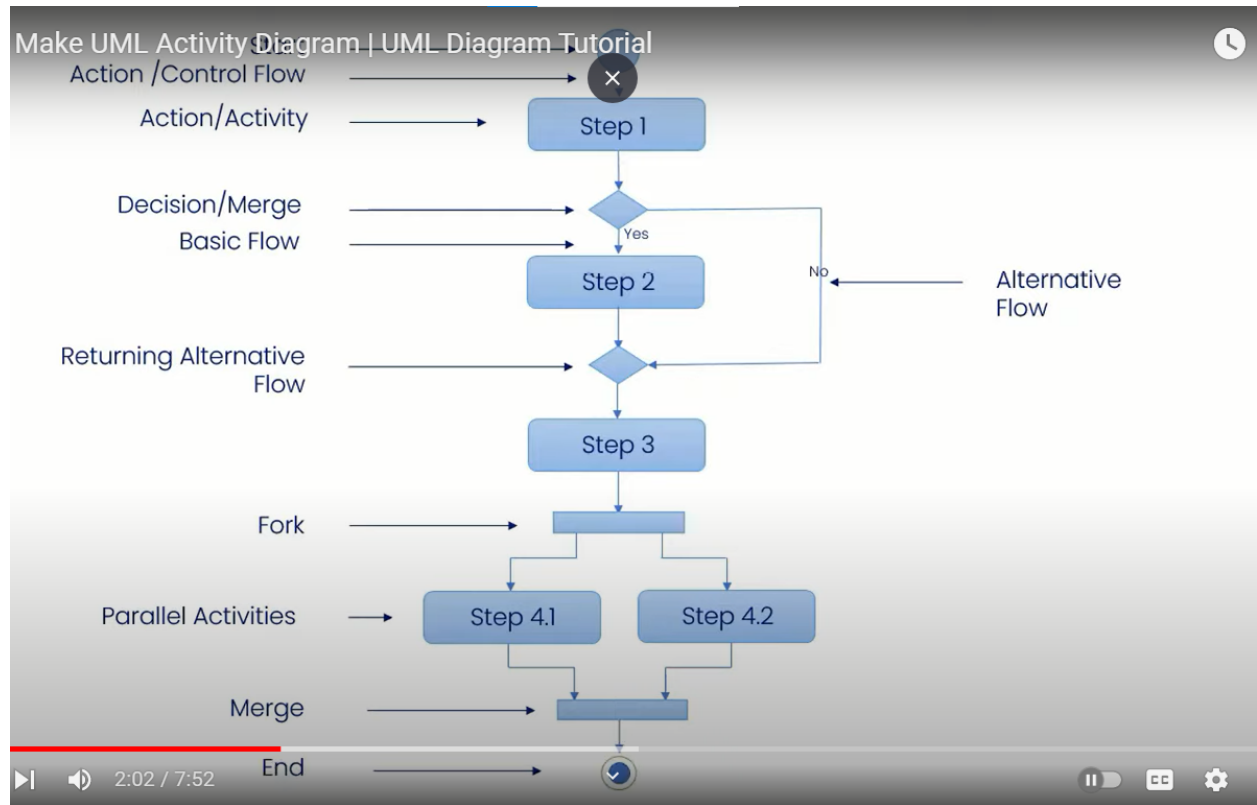 Make UML Activity Diagram | UML Diagram Tutorial
Start
Action /Control Flow
Action/Activity
Step 1
Decision/Merge
Yes
Basic Flow
Step 2
No
Alternative
Flow
Returning Alternative
Flow
Step 3
Fork
Parallel Activities
Step 4.1
Step 4.2
Merge
End
2:02 / 7:52
CC